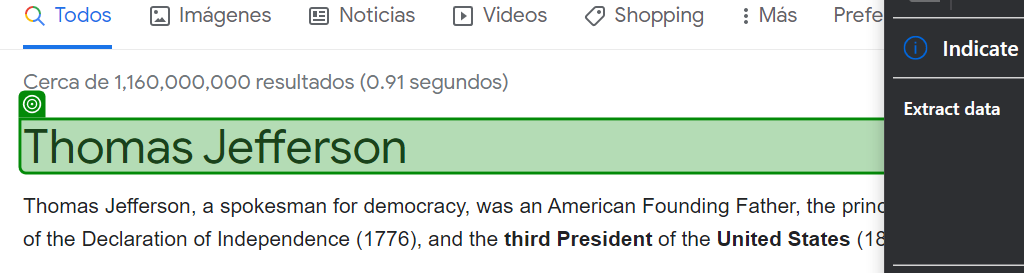 Todos Imágenes Noticias Videos Shopping Más Prefe
Cerca de 1,160,000,000 resultados (0.91 segundos)
Thomas Jefferson
Thomas Jefferson, a spokesman for democracy, was an American Founding Father, the princ
of the Declaration of Independence (1776), and the third President of the United States (18
Indicate
Extract data